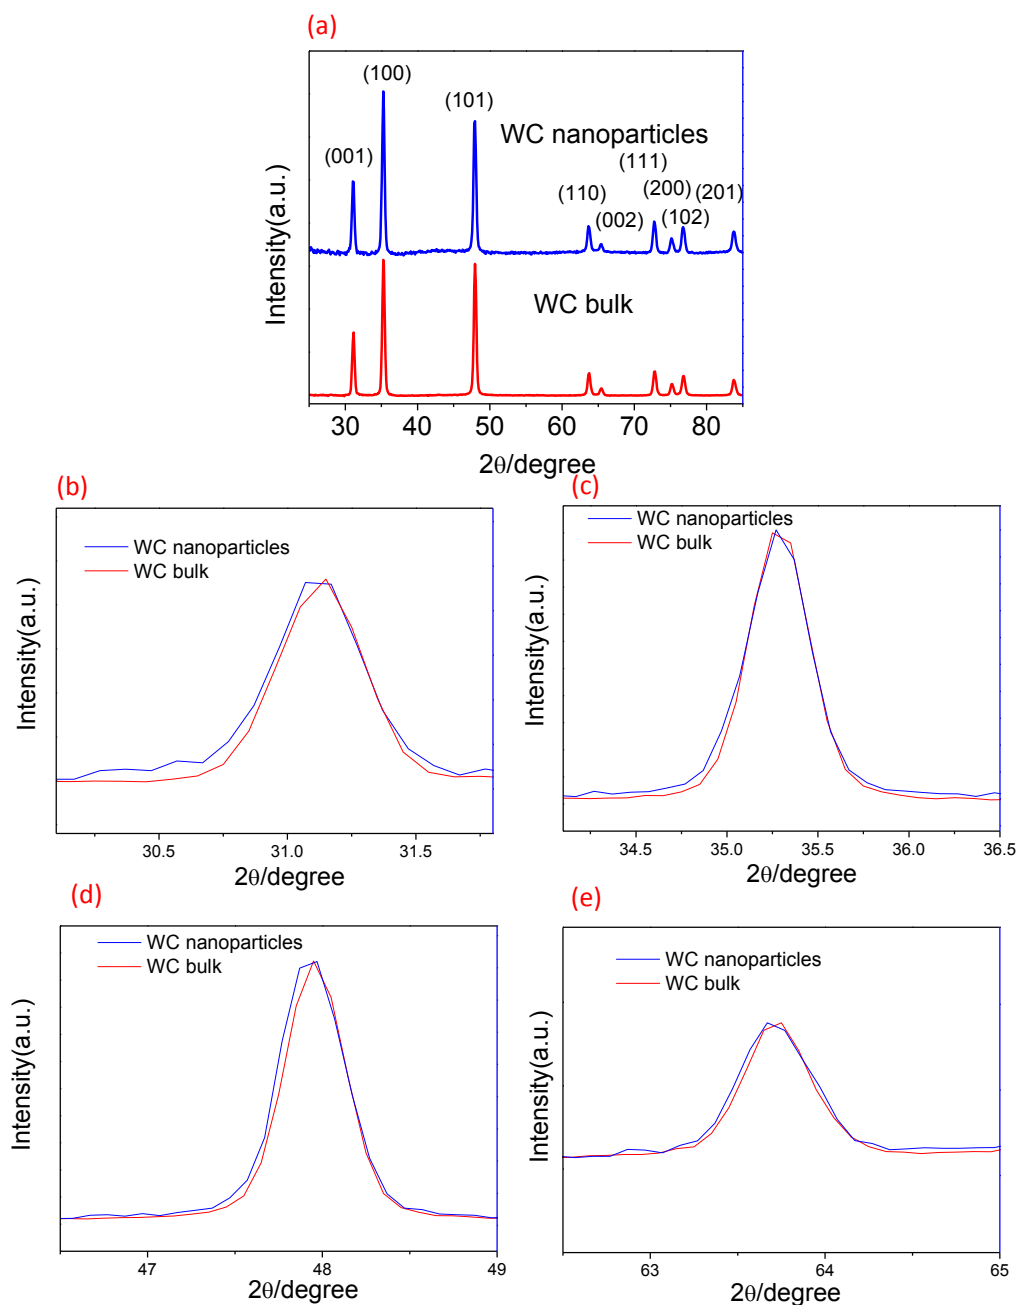 (a)
(100)
(101)
WC nanoparticles
(001)
(111)
(110)
(200)
(201)
(002)
(102)
WC bulk
Intensity(a.u.)
30 40 50 60 70 80
2θ/degree
(b)
WC nanoparticles
WC bulk
Intensity(a.u.)
30.5 31.0 31.5
2θ/degree
(c)
WC nanoparticles
WC bulk
Intensity(a.u.)
34.5 35.0 35.5 36.0 36.5
2θ/degree
(d)
WC nanoparticles
WC bulk
Intensity(a.u.)
47 48 49
2θ/degree
(e)
WC nanoparticles
WC bulk
Intensity(a.u.)
63 64 65
2θ/degree